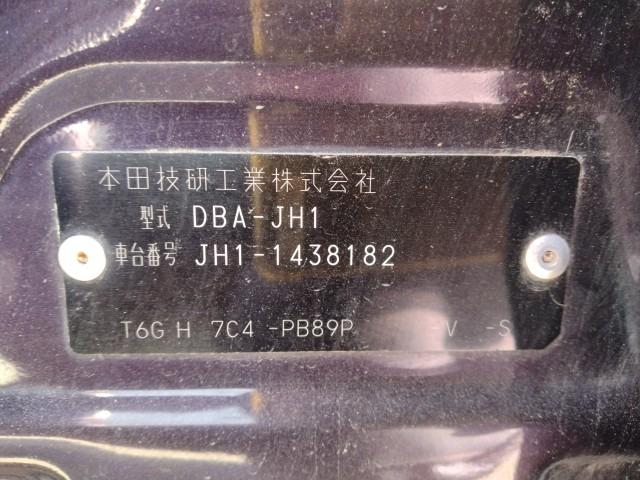 本田技研工業株式会社
型式 DBA-JH1
車台番号 JH1-1438182
T6G H 7C4 -PB89P -V -S